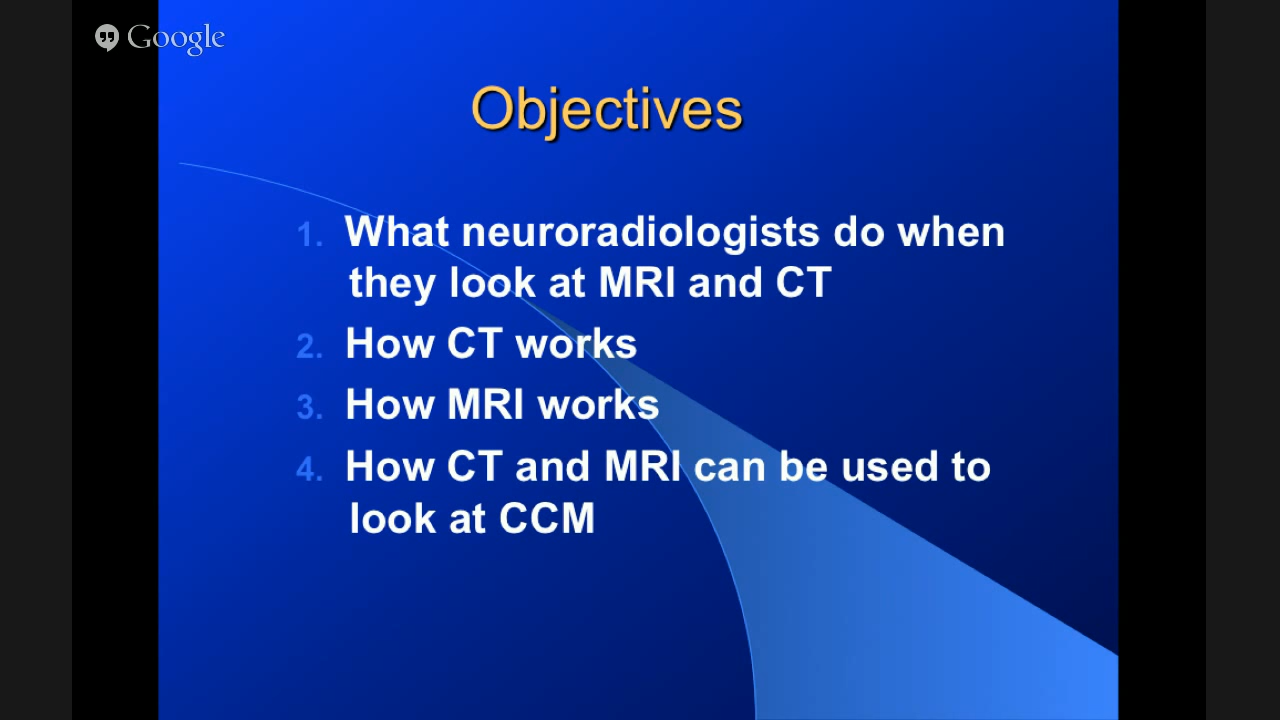 Google
Objectives
1. What neuroradiologists do when
they look at MRI and CT
2. How CT works
3. How MRI works
4. How CT and MRI can be used to
look at CCM